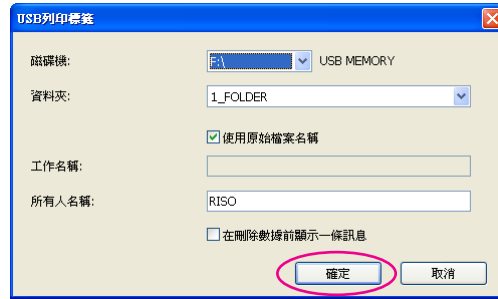 USB列印標籤
磁碟機: F:\ USB MEMORY
資料夾: 1_FOLDER
使用原始檔案名稱
工作名稱:
所有人名稱: RISO
在刪除數據前顯示一條訊息
確定 取消